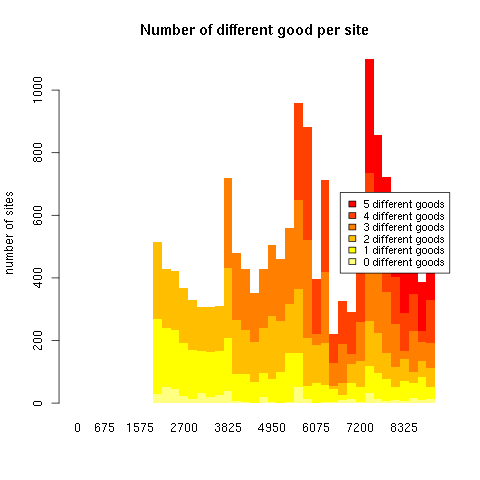 Number of different good per site
number of sites
1000
800
600
400
200
0
5 different goods
4 different goods
3 different goods
2 different goods
1 different goods
0 different goods
0 675 1575 2700 3825 4950 6075 7200 8325